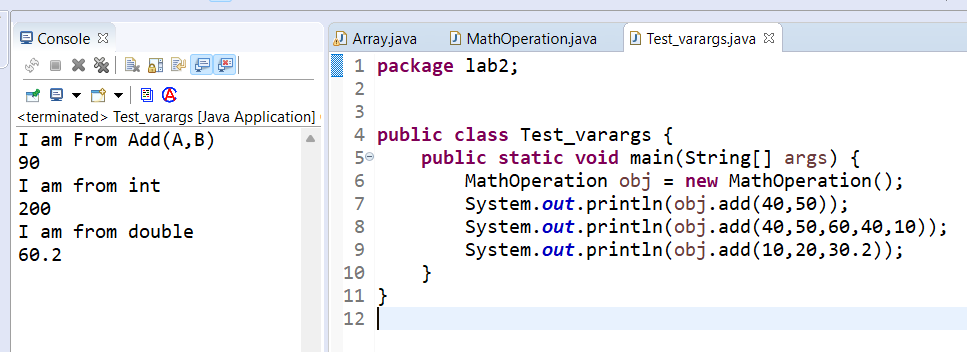 Console
<terminated> Test_varargs [Java Application]
I am From Add(A,B)
90
I am from int
200
I am from double
60.2
Array.java
MathOperation.java
Test_varargs.java
1 package lab2;
2
3
4 public class Test_varargs {
5 public static void main(String[] args) {
6 MathOperation obj = new MathOperation();
7 System.out.println(obj.add(40,50));
8 System.out.println(obj.add(40,50,60,40,10));
9 System.out.println(obj.add(10,20,30.2));
10 }
11 }
12